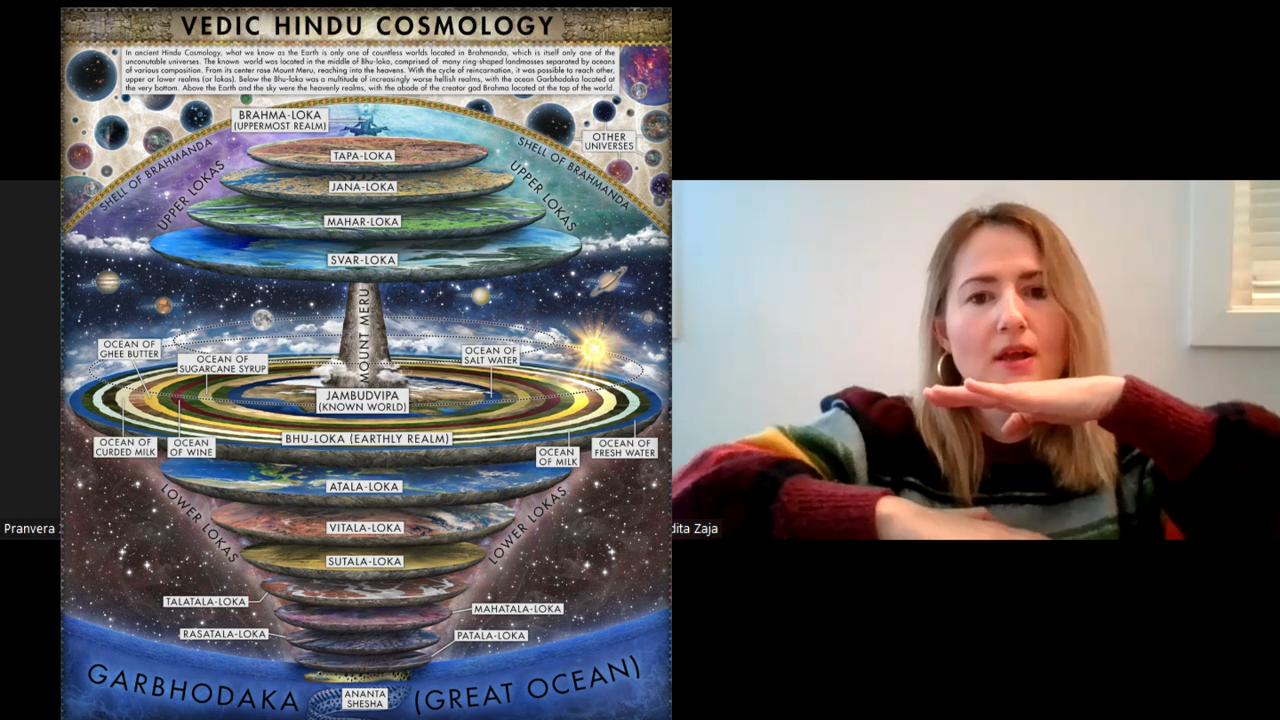 VEDIC HINDU COSMOLOGY
In ancient Hindu Cosmology, what we know as the Earth is only one of countless worlds located in Brahmanda, which is itself only one of the
uncountable universes. The known world was located in the middle of Bhu-loka, comprised of many ring-shaped landmasses separated by oceans
of various composition. From its center rose Mount Meru, reaching into the heavens. With the cycle of reincarnation, it was possible to reach other,
upper or lower realms (or lokas). Below the Bhu-loka was a multitude of increasingly worse hellish realms, with the ocean Garbhodaka located at
the very bottom. Above the Earth and the sky were the heavenly realms, with the abode of the creator god Brahma located at the top of the world.
BRAHMA-LOKA
(UPPERMOST REALM)
OTHER
UNIVERSES
SHELL OF BRAHMANDA
SHELL OF BRAHMANDA
UPPER LOKAS
UPPER LOKAS
TAPA-LOKA
JANA-LOKA
MAHAR-LOKA
SVAR-LOKA
MOUNT MERU
OCEAN OF
GHEE BUTTER
OCEAN OF
SUGARCANE SYRUP
OCEAN OF
SALT WATER
JAMBUDVIPA
(KNOWN WORLD)
BHU-LOKA (EARTHLY REALM)
OCEAN OF
CURDED MILK
OCEAN
OF WINE
OCEAN
OF MILK
OCEAN OF
FRESH WATER
ATALA-LOKA
LOWER LOKAS
LOWER LOKAS
VITALA-LOKA
SUTALA-LOKA
TALATALA-LOKA
MAHATALA-LOKA
RASATALA-LOKA
PATALA-LOKA
GARBHODAKA (GREAT OCEAN)
ANANTA
SHESHA
Pranvera
Zaja